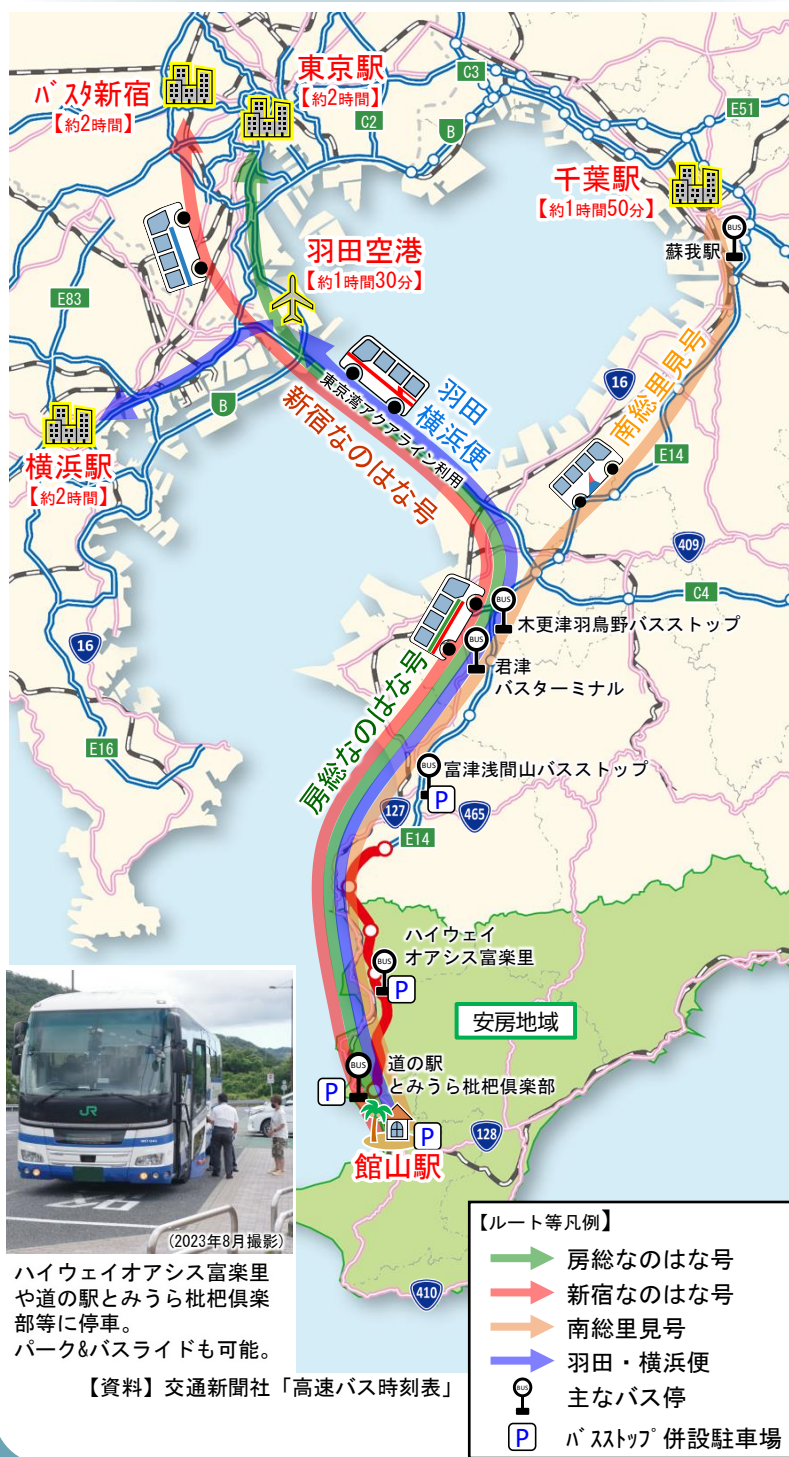 東京駅
【約2時間】
バスタ新宿
【約2時間】
C3
C2
B
E51
千葉駅
【約1時間50分】
BUS
蘇我駅
羽田空港
【約1時間30分】
E83
16
南総里見号
羽田
横浜便
東京湾アクアライン利用
新宿なのはな号
B
横浜駅
【約2時間】
E14
409
C4
BUS
木更津羽鳥野バスストップ
BUS
君津
バスターミナル
16
房総なのはな号
E16
BUS
富津浅間山バスストップ
P
127
465
E14
ハイウェイ
オアシス富楽里
BUS
P
安房地域
BUS
道の駅
とみうら枇杷倶楽部
P
P
館山駅
128
410
JR
(2023年8月撮影)
ハイウェイオアシス富楽里
や道の駅とみうら枇杷倶楽
部等に停車。
パーク&バスライドも可能。
【資料】交通新聞社「高速バス時刻表」
【ルート等凡例】
房総なのはな号
新宿なのはな号
南総里見号
羽田・横浜便
BUS
主なバス停
P
バスストップ併設駐車場